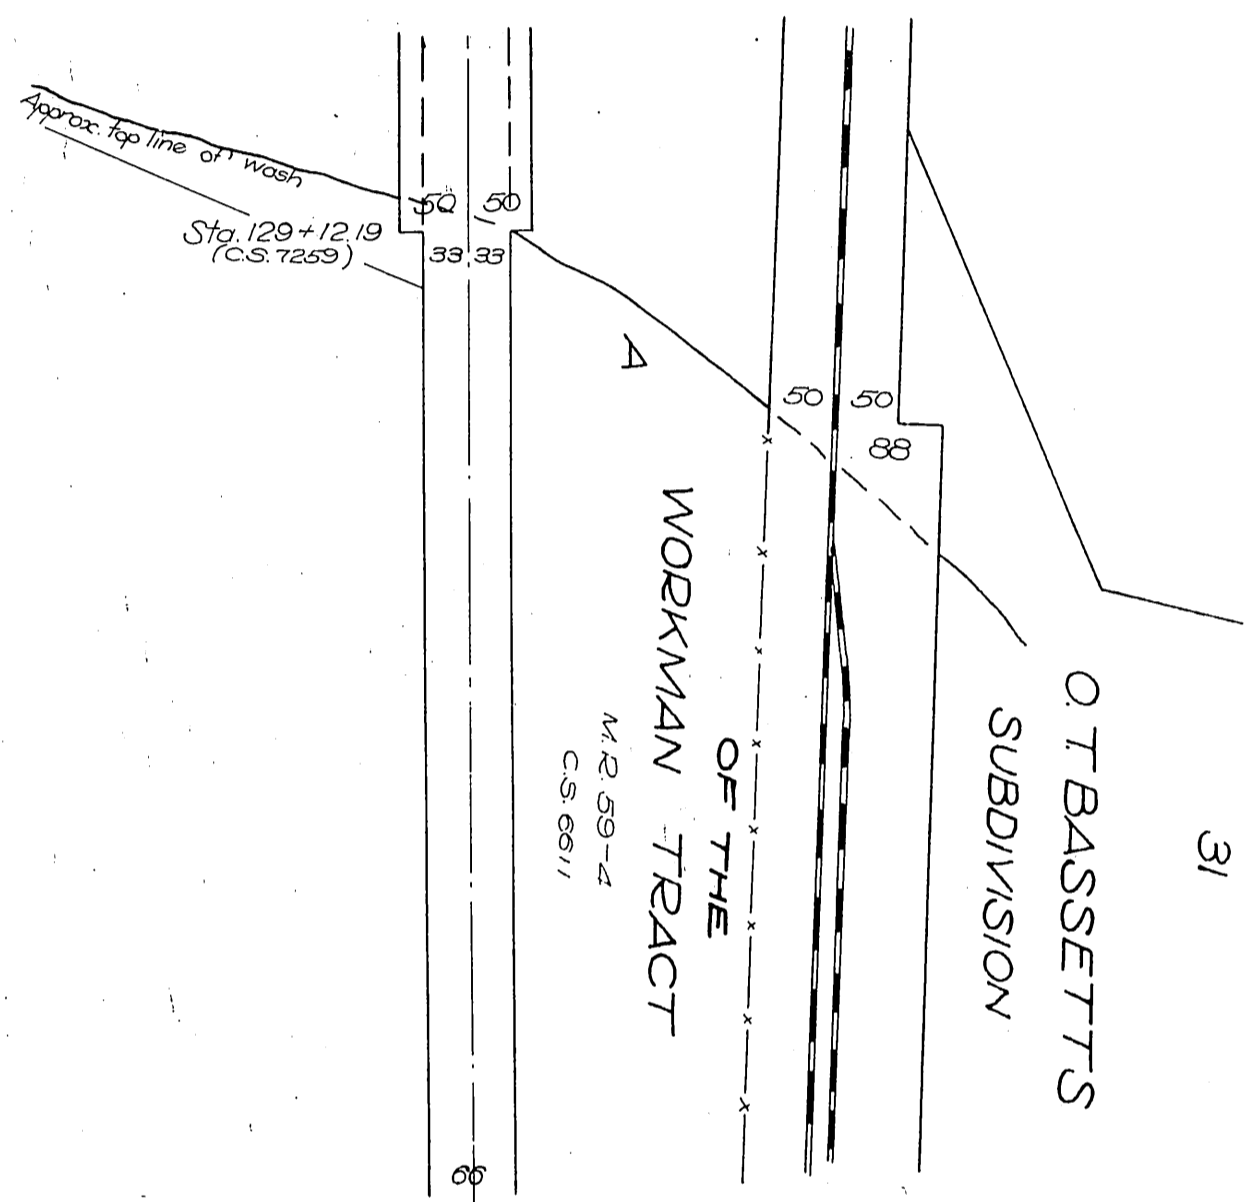 Approx. top line of wash
Sta. 129+12.19
(C.S. 7259)
50 50
33 33
A
50 50
88
O. T. BASSETTS
SUBDIVISION
OF THE
WORKMAN TRACT
M.R. 59-4
C.S. 6611
31
66